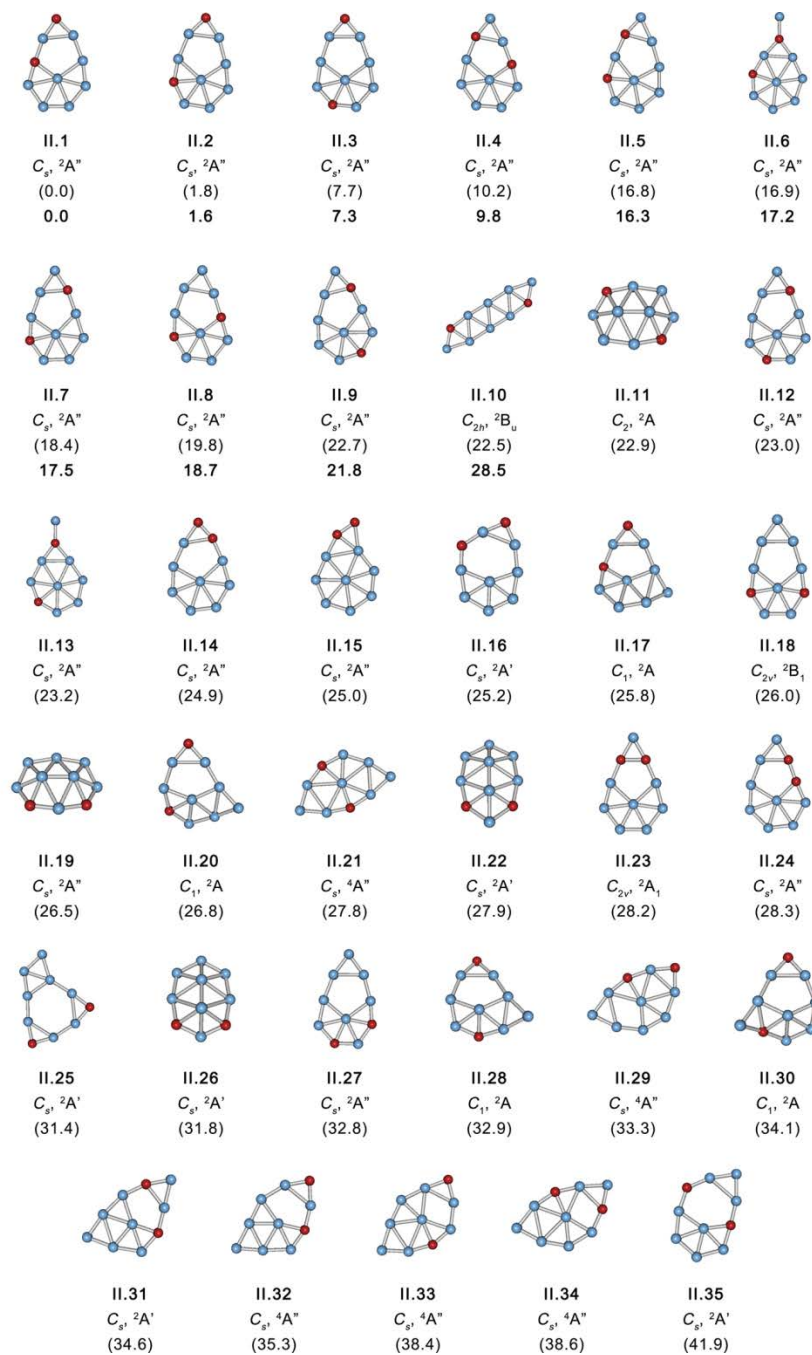 II.1 II.2 II.3 II.4 II.5 II.6
Cs, ²A” Cs, ²A” Cs, ²A” Cs, ²A” Cs, ²A” Cs, ²A”
(0.0) (1.8) (7.7) (10.2) (16.8) (16.9)
0.0 1.6 7.3 9.8 16.3 17.2
II.7 II.8 II.9 II.10 II.11 II.12
Cs, ²A” Cs, ²A” Cs, ²A” C2h, ²Bu C2, ²A Cs, ²A”
(18.4) (19.8) (22.7) (22.5) (22.9) (23.0)
17.5 18.7 21.8 28.5
II.13 II.14 II.15 II.16 II.17 II.18
Cs, ²A” Cs, ²A” Cs, ²A” Cs, ²A’ C1, ²A C2v, ²B1
(23.2) (24.9) (25.0) (25.2) (25.8) (26.0)
II.19 II.20 II.21 II.22 II.23 II.24
Cs, ²A” C1, ²A Cs, ⁴A” Cs, ²A’ C2v, ²A1 Cs, ²A”
(26.5) (26.8) (27.8) (27.9) (28.2) (28.3)
II.25 II.26 II.27 II.28 II.29 II.30
Cs, ²A’ Cs, ²A’ Cs, ²A” C1, ²A Cs, ⁴A” C1, ²A
(31.4) (31.8) (32.8) (32.9) (33.3) (34.1)
II.31 II.32 II.33 II.34 II.35
Cs, ²A’ Cs, ⁴A” Cs, ⁴A” Cs, ⁴A” Cs, ²A’
(34.6) (35.3) (38.4) (38.6) (41.9)